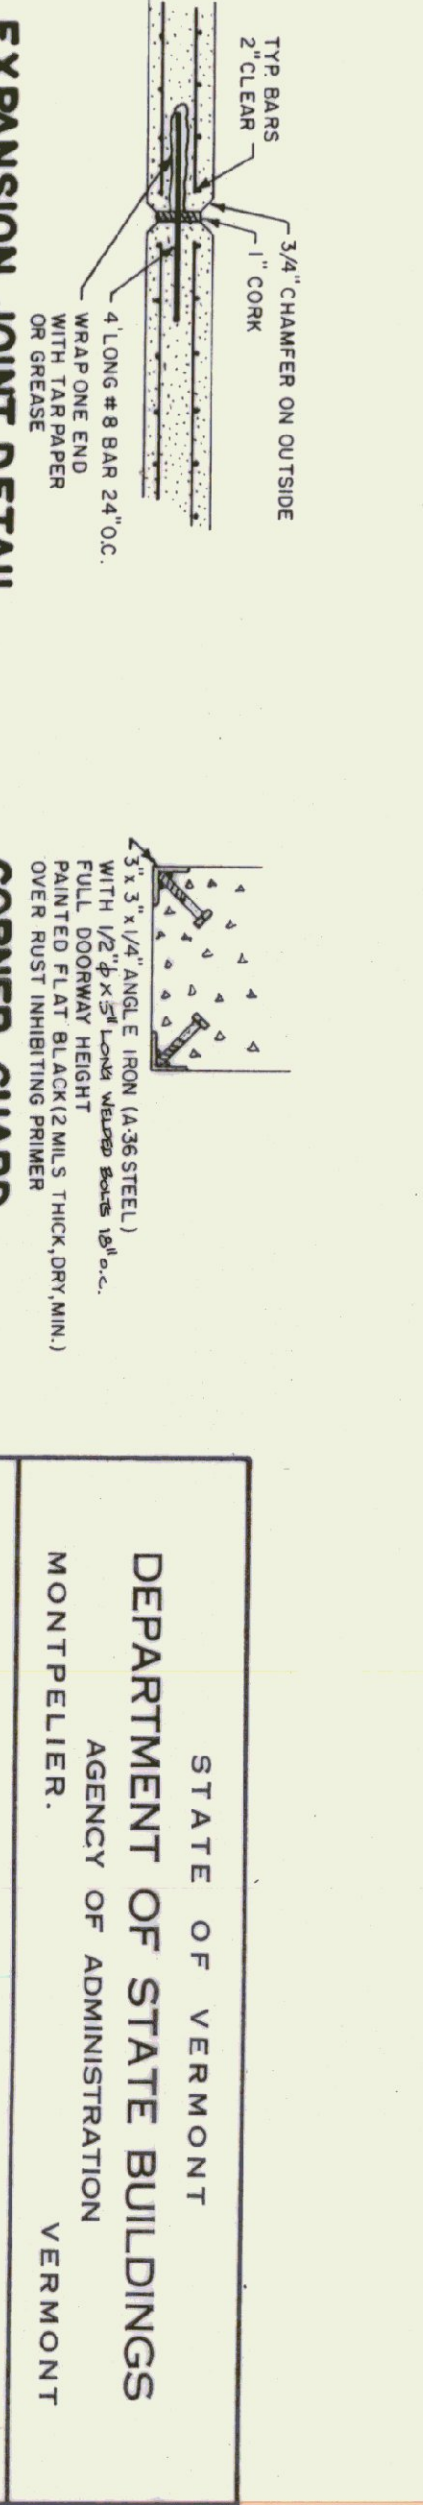 TYP. BARS
2" CLEAR
3/4" CHAMFER ON OUTSIDE
1" CORK
4' LONG #8 BAR 24" O.C.
WRAP ONE END
WITH TAR PAPER
OR GREASE
EXPANSION JOINT DETAIL
3" x 3" x 1/4" ANGLE IRON (A-36 STEEL)
WITH 1/2" ϕ X 5" LONG WELDED BOLTS 18" O.C.
FULL DOORWAY HEIGHT
PAINTED FLAT BLACK (2 MILS THICK, DRY, MIN.)
OVER RUST INHIBITING PRIMER
CORNER GUARD
STATE OF VERMONT
DEPARTMENT OF STATE BUILDINGS
AGENCY OF ADMINISTRATION
MONTPELIER. VERMONT